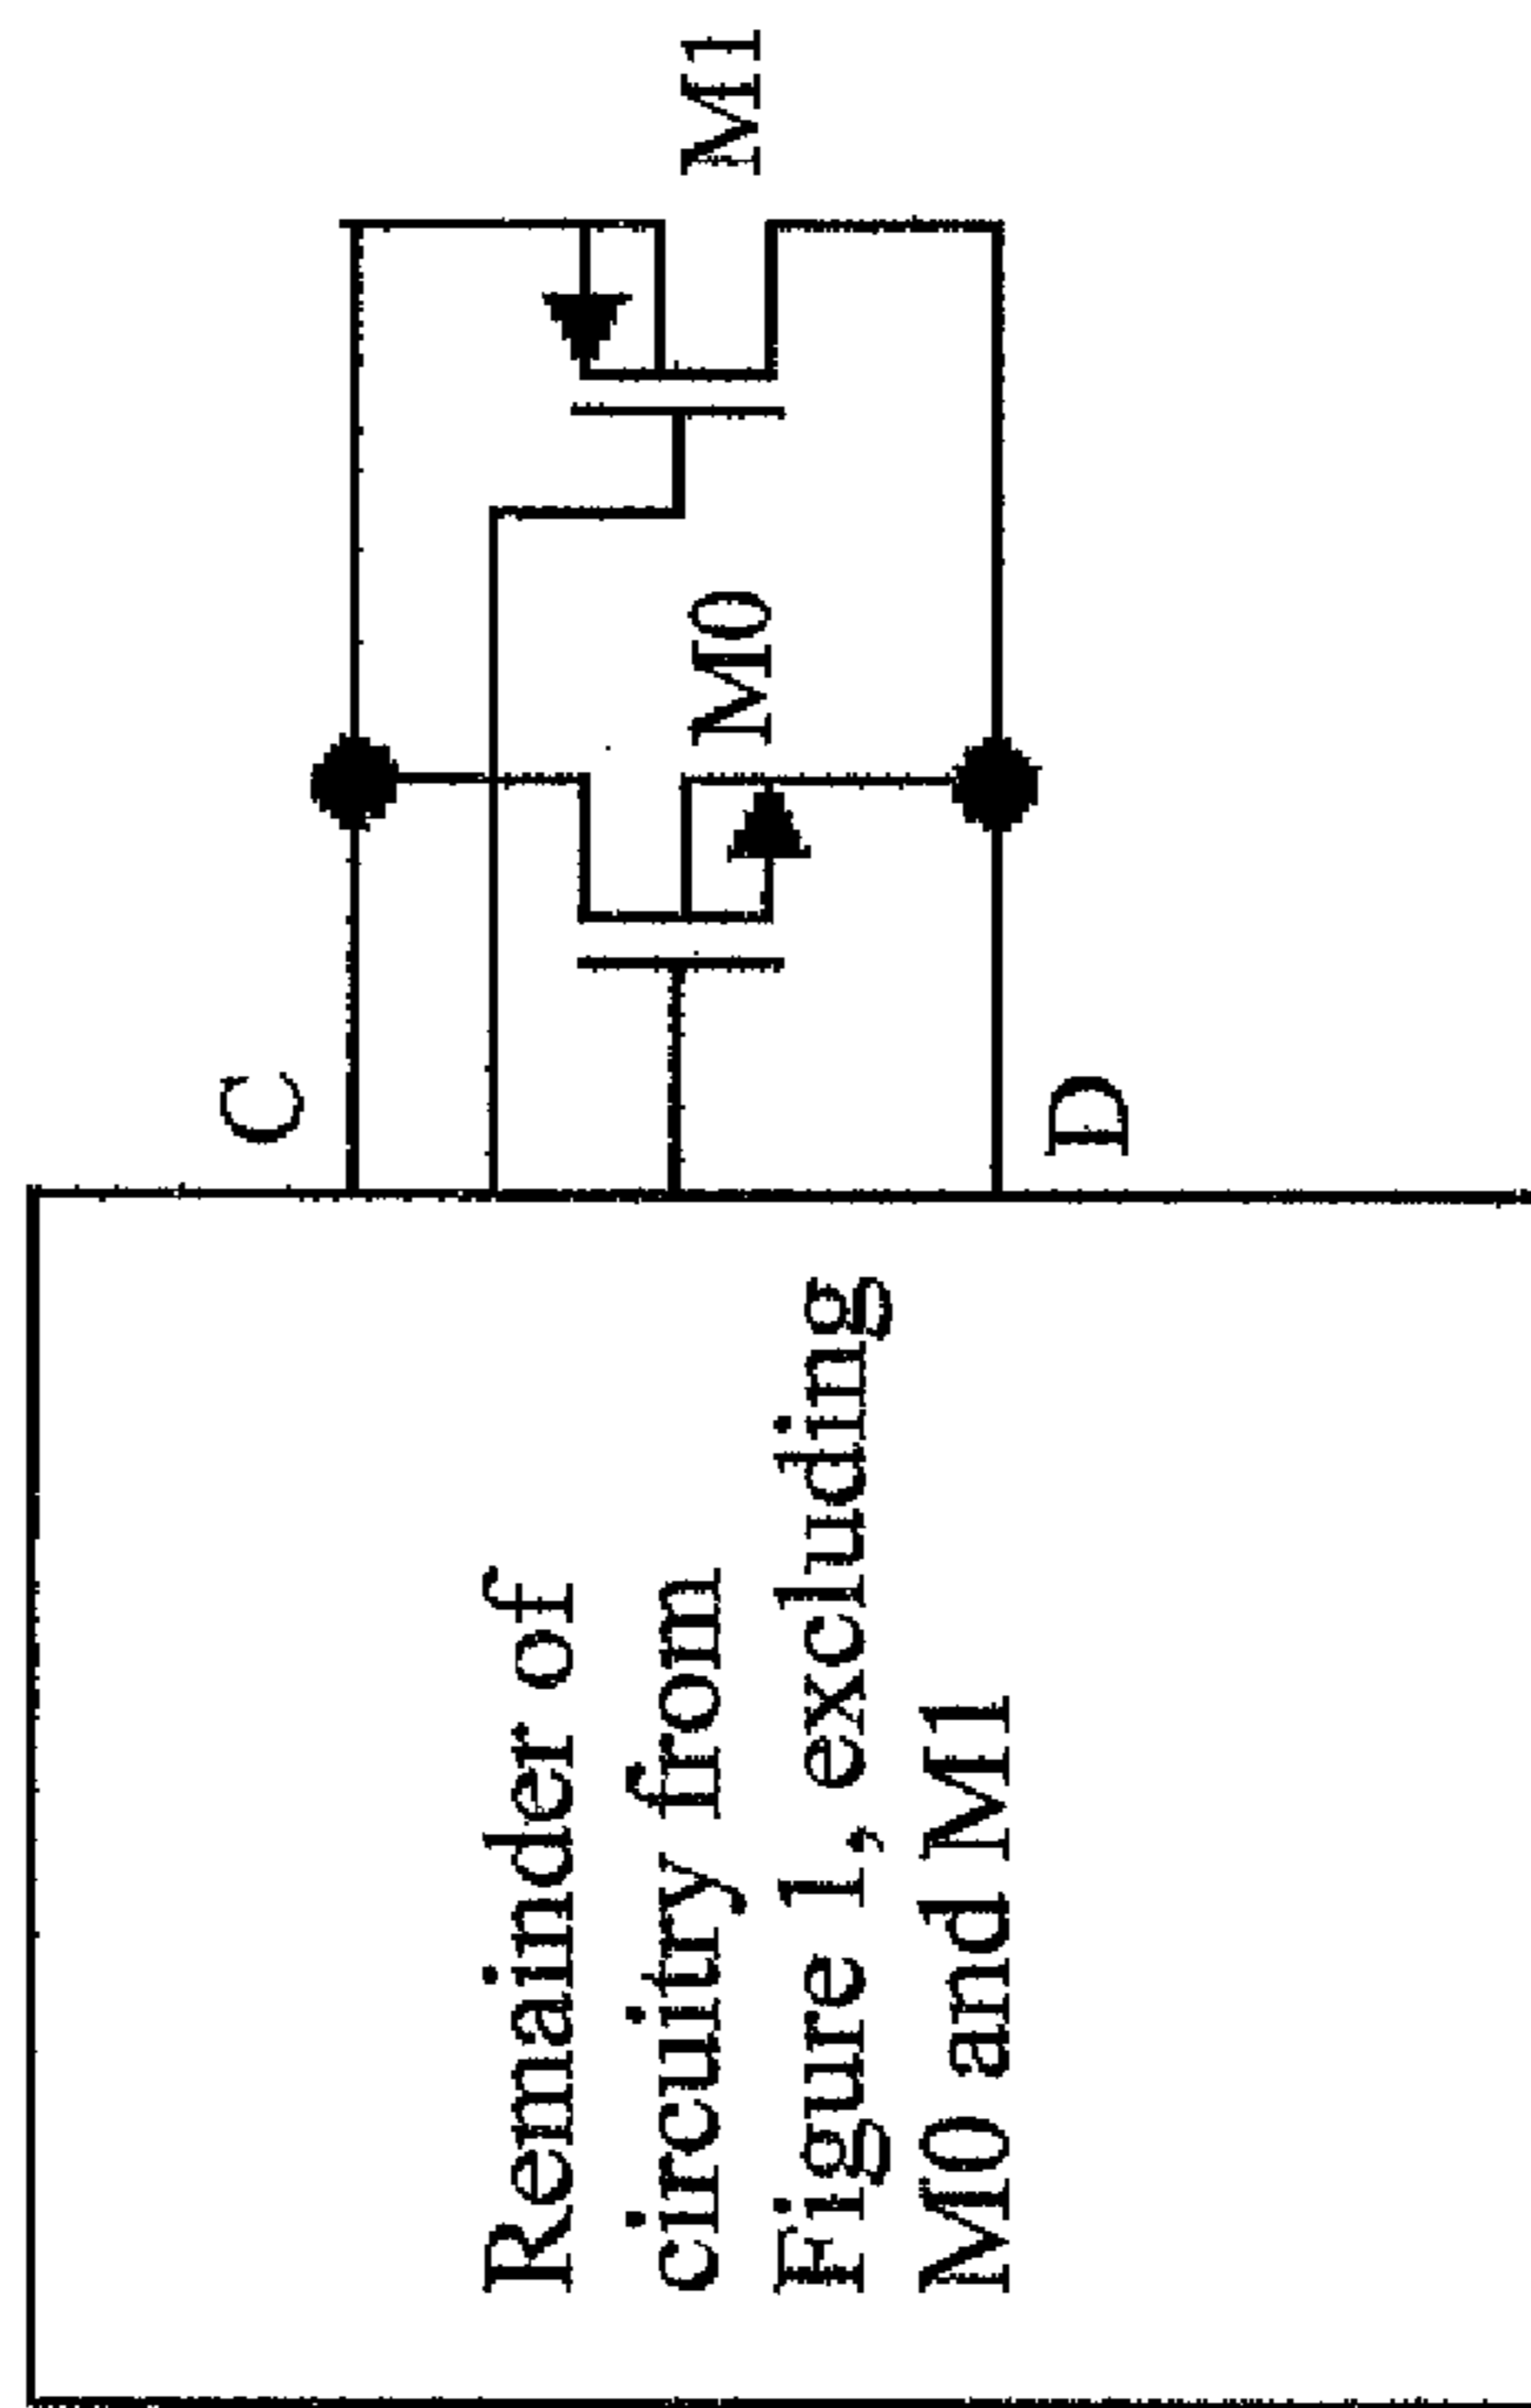 Remainder of
circuitry from
Figure 1, excluding
M0 and M1
C
D
M0
M1